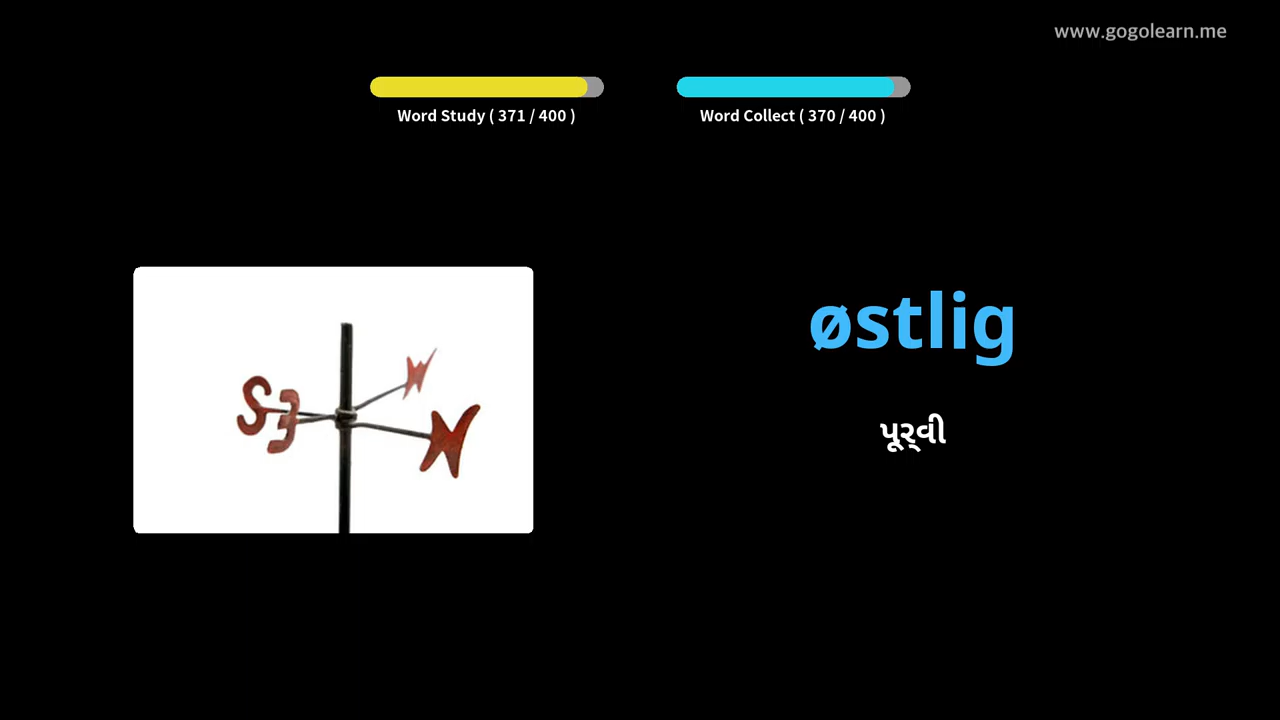 www.gogolearn.me
Word Study ( 371 / 400 )
Word Collect ( 370 / 400 )
østlig
પૂર્વી
S E N W